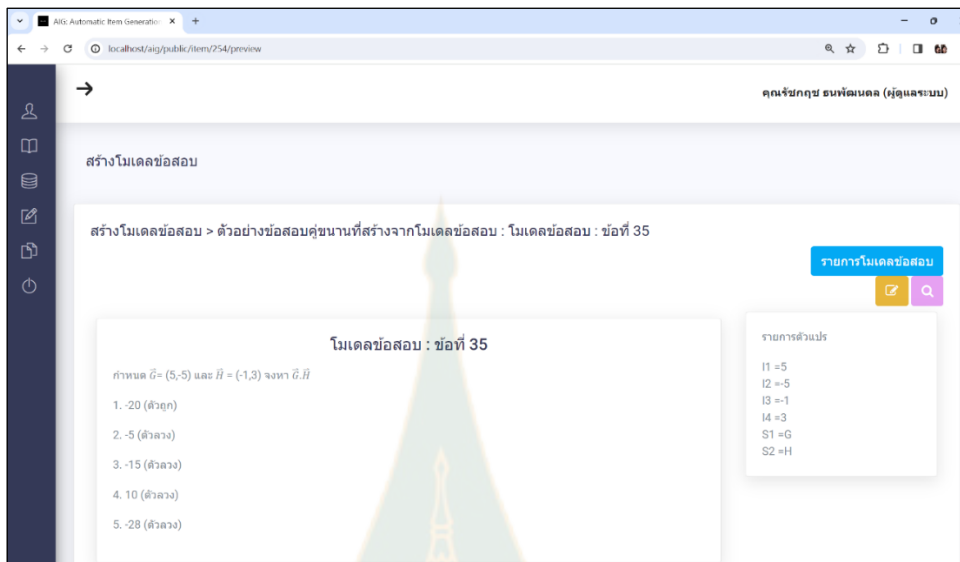 AIG: Automatic Item Generation
localhost/aig/public/item/254/preview
คุณรัชกฤช ธนพัฒนดล (ผู้ดูแลระบบ)
สร้างโมเดลข้อสอบ
สร้างโมเดลข้อสอบ > ตัวอย่างข้อสอบคู่ขนานที่สร้างจากโมเดลข้อสอบ : โมเดลข้อสอบ : ข้อที่ 35
รายการโมเดลข้อสอบ
โมเดลข้อสอบ : ข้อที่ 35
กำหนด G⃗= (5,-5) และ H⃗ = (-1,3) จงหา G⃗.H⃗
1. -20 (ตัวถูก)
2. -5 (ตัวลวง)
3. -15 (ตัวลวง)
4. 10 (ตัวลวง)
5. -28 (ตัวลวง)
รายการตัวแปร
I1 =5
I2 =-5
I3 =-1
I4 =3
S1 =G
S2 =H